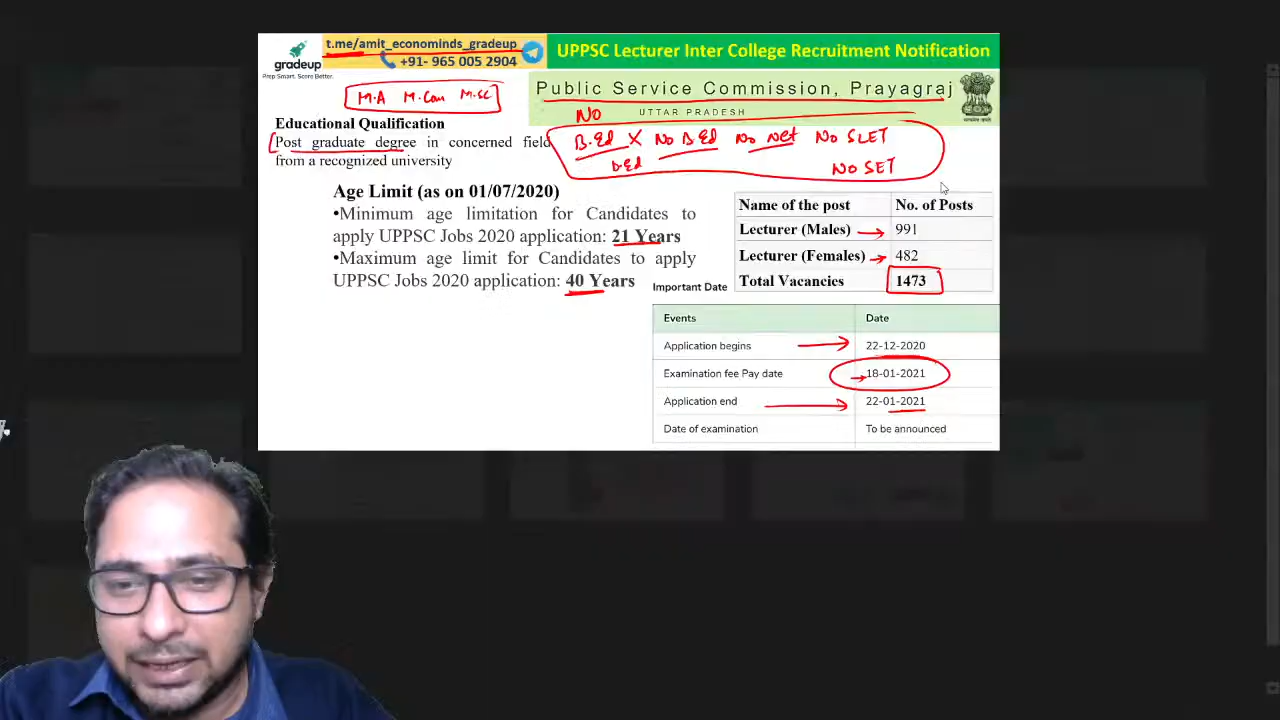 t.me/amit_econominds_gradeup
gradeup
Prep Smart. Score Better.
+91- 965 005 2904
UPPSC Lecturer Inter College Recruitment Notification
Public Service Commission, Prayagraj
UTTAR PRADESH
M.A M.Com M.SC
NO
B.Ed X No B.Ed No Net No SLET
D.Ed NO SET
Educational Qualification
Post graduate degree in concerned field
from a recognized university
Age Limit (as on 01/07/2020)
•Minimum age limitation for Candidates to
apply UPPSC Jobs 2020 application: 21 Years
•Maximum age limit for Candidates to apply
UPPSC Jobs 2020 application: 40 Years
Name of the post No. of Posts
Lecturer (Males) 991
Lecturer (Females) 482
Total Vacancies 1473
Important Date
Events Date
Application begins 22-12-2020
Examination fee Pay date 18-01-2021
Application end 22-01-2021
Date of examination To be announced